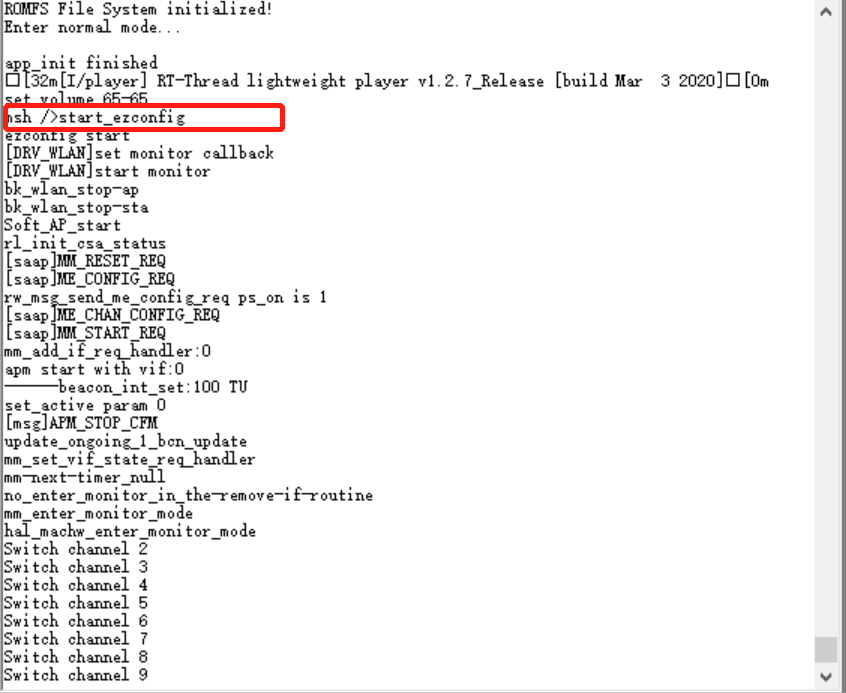 ROMFS File System initialized!
Enter normal mode...
app_init finished
□[32m[I/player] RT-Thread lightweight player v1.2.7_Release [build Mar  3 2020]□[0m
set volume 65-65
msh />start_ezconfig
ezconfig start
[DRV_WLAN]set monitor callback
[DRV_WLAN]start monitor
bk_wlan_stop-ap
bk_wlan_stop-sta
Soft_AP_start
rl_init_csa_status
[saap]MM_RESET_REQ
[saap]ME_CONFIG_REQ
rw_msg_send_me_config_req ps_on is 1
[saap]ME_CHAN_CONFIG_REQ
[saap]MM_START_REQ
mm_add_if_req_handler:0
apm start with vif:0
------beacon_int_set:100 TU
set_active param 0
[msg]APM_STOP_CFM
update_ongoing_1_bcn_update
mm_set_vif_state_req_handler
mm-next-timer_null
no_enter_monitor_in_the-remove-if-routine
mm_enter_monitor_mode
hal_machw_enter_monitor_mode
Switch channel 2
Switch channel 3
Switch channel 4
Switch channel 5
Switch channel 6
Switch channel 7
Switch channel 8
Switch channel 9